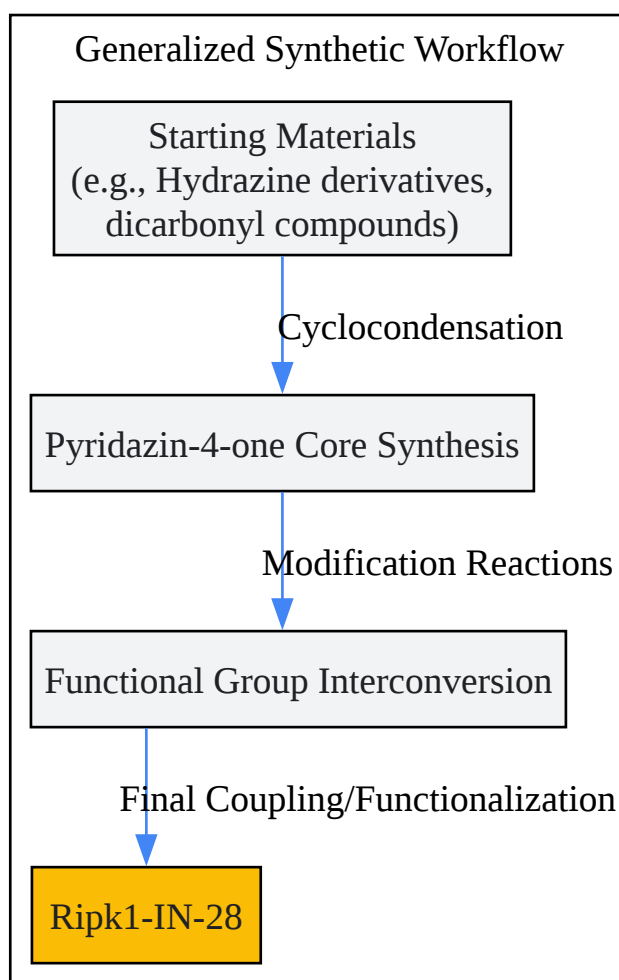 Generalized Synthetic Workflow
Starting Materials
(e.g., Hydrazine derivatives,
dicarbonyl compounds)
Cyclocondensation
Pyridazin-4-one Core Synthesis
Modification Reactions
Functional Group Interconversion
Final Coupling/Functionalization
Ripk1-IN-28